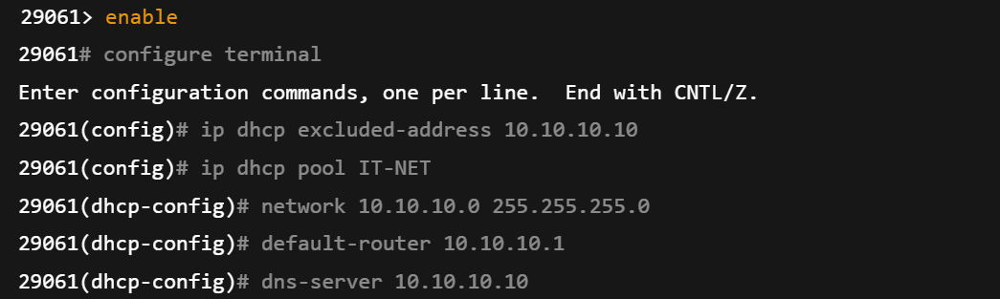 29061> enable
29061# configure terminal
Enter configuration commands, one per line.  End with CNTL/Z.
29061(config)# ip dhcp excluded-address 10.10.10.10
29061(config)# ip dhcp pool IT-NET
29061(dhcp-config)# network 10.10.10.0 255.255.255.0
29061(dhcp-config)# default-router 10.10.10.1
29061(dhcp-config)# dns-server 10.10.10.10